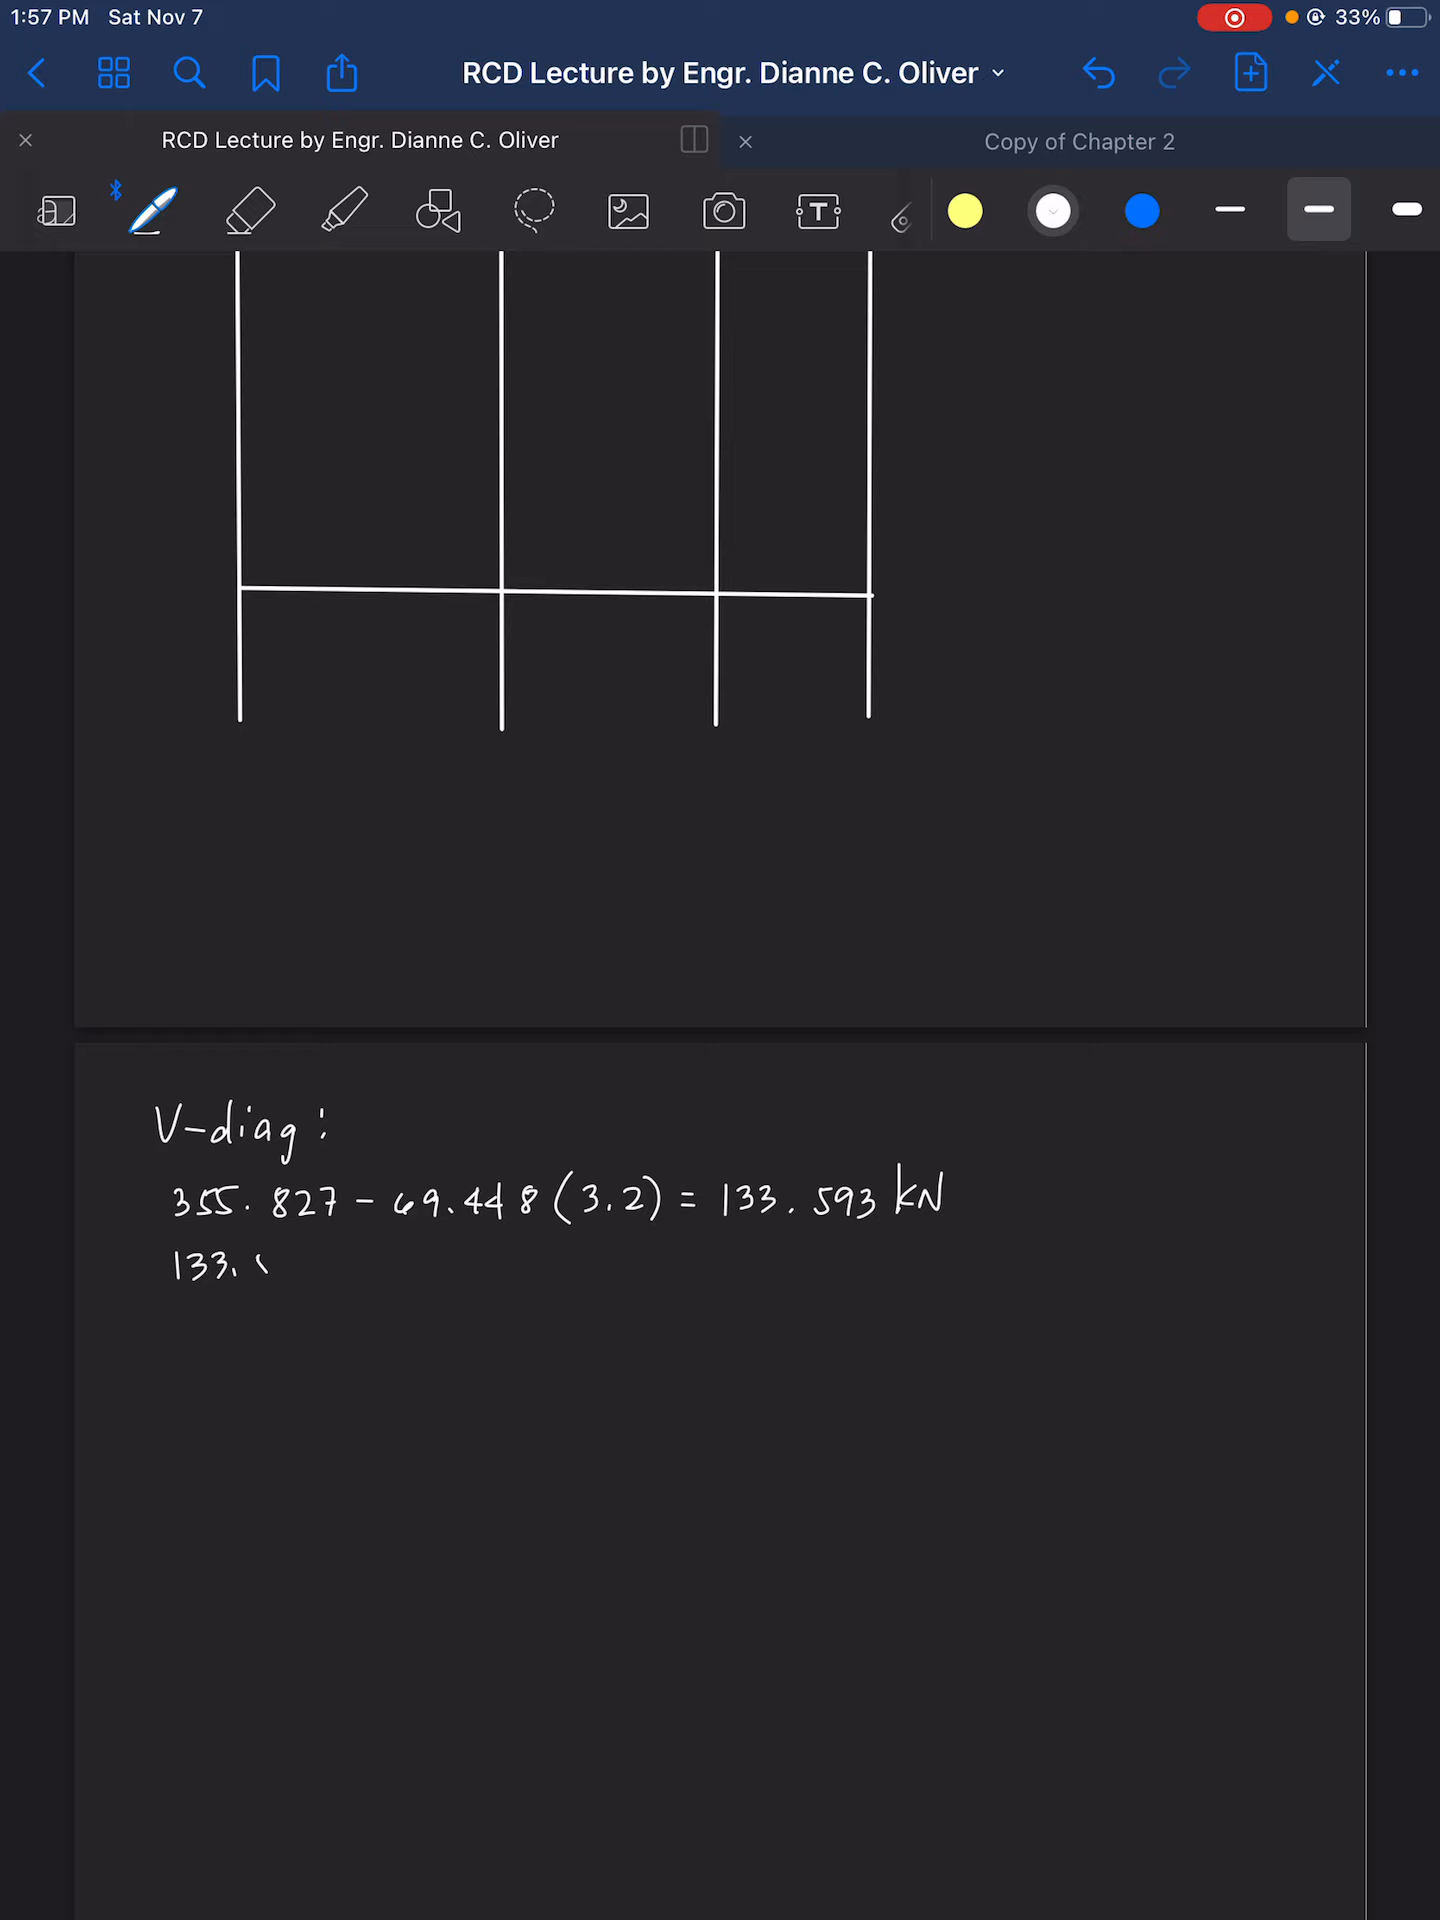 1:57 PM Sat Nov 7
33%
RCD Lecture by Engr. Dianne C. Oliver
RCD Lecture by Engr. Dianne C. Oliver
Copy of Chapter 2
V-diag:
355.827 - 69.448 (3.2) = 133.593 kN
133.